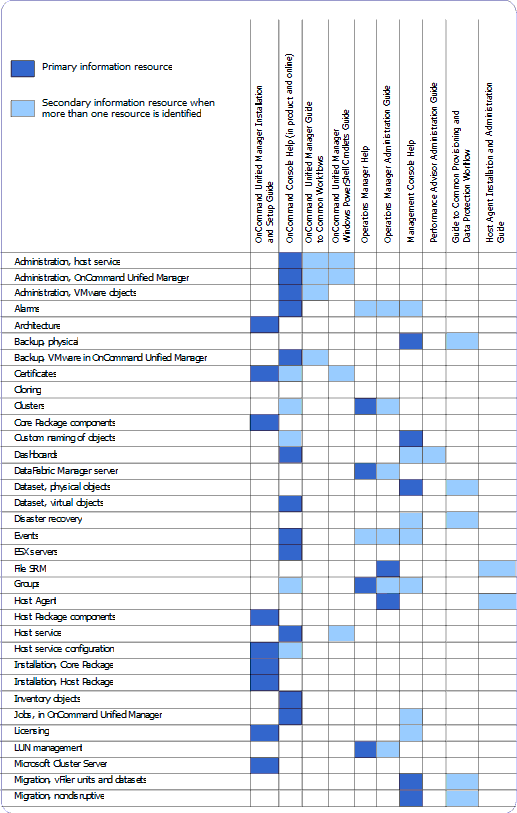 Primary information resource
Secondary information resource when
more than one resource is identified
OnCommand Unified Manager Installation
and Setup Guide
OnCommand Console Help (in product and online)
OnCommand Unified Manager Guide
to Common Workflows
OnCommand Unified Manager
Windows PowerShell Cmdlets Guide
Operations Manager Help
Operations Manager Administration Guide
Management Console Help
Performance Advisor Administration Guide
Guide to Common Provisioning and
Data Protection Workflow
Host Agent Installation and Administration
Guide
Administration, host service
Administration, OnCommand Unified Manager
Administration, VMware objects
Alarms
Architecture
Backup, physical
Backup, VMware in OnCommand Unified Manager
Certificates
Cloning
Clusters
Core Package components
Custom naming of objects
Dashboards
DataFabric Manager server
Dataset, physical objects
Dataset, virtual objects
Disaster recovery
Events
ESX servers
File SRM
Groups
Host Agent
Host Package components
Host service
Host service configuration
Installation, Core Package
Installation, Host Package
Inventory objects
Jobs, in OnCommand Unified Manager
Licensing
LUN management
Microsoft Cluster Server
Migration, vFiler units and datasets
Migration, nondisruptive